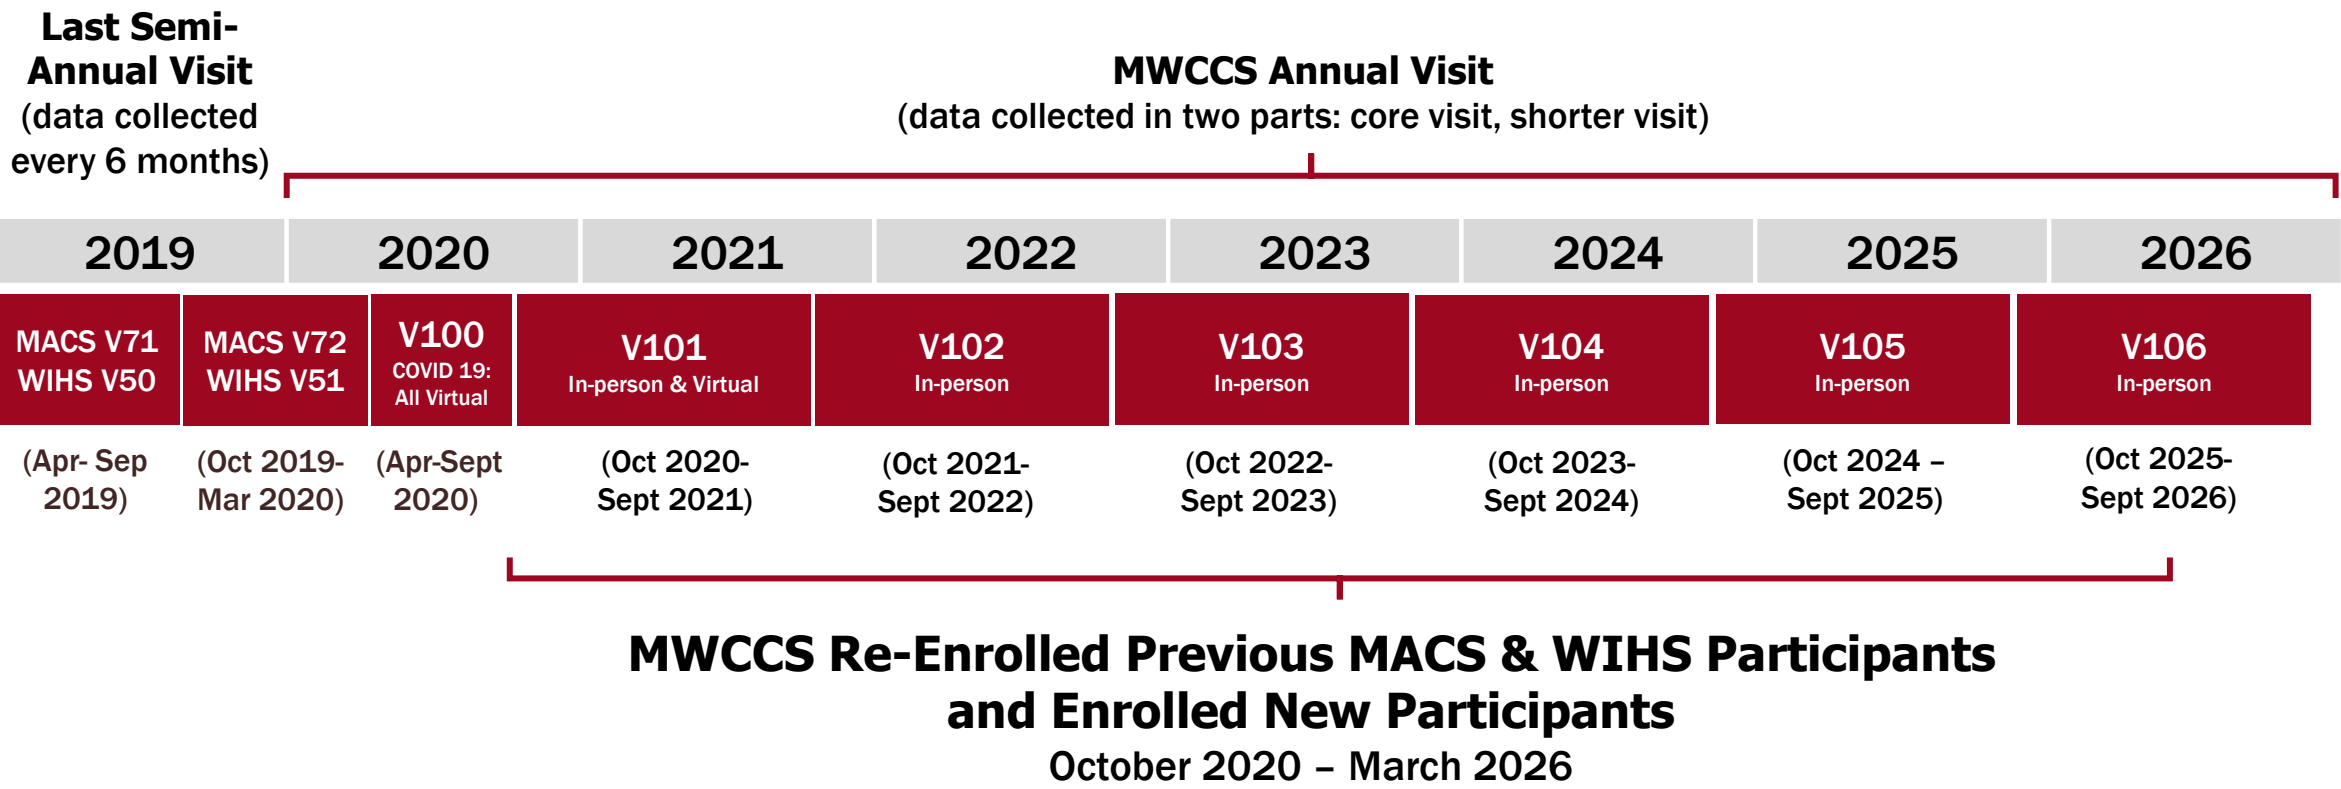 Last Semi-
Annual Visit
(data collected
every 6 months)
MWCCS Annual Visit
(data collected in two parts: core visit, shorter visit)
2019
2020
2021
2022
2023
2024
2025
2026
MACS V71
WIHS V50
MACS V72
WIHS V51
V100
COVID 19:
All Virtual
V101
In-person & Virtual
V102
In-person
V103
In-person
V104
In-person
V105
In-person
V106
In-person
(Apr- Sep
2019)
(Oct 2019-
Mar 2020)
(Apr-Sept
2020)
(Oct 2020-
Sept 2021)
(Oct 2021-
Sept 2022)
(Oct 2022-
Sept 2023)
(Oct 2023-
Sept 2024)
(Oct 2024 –
Sept 2025)
(Oct 2025-
Sept 2026)
MWCCS Re-Enrolled Previous MACS & WIHS Participants
and Enrolled New Participants
October 2020 – March 2026